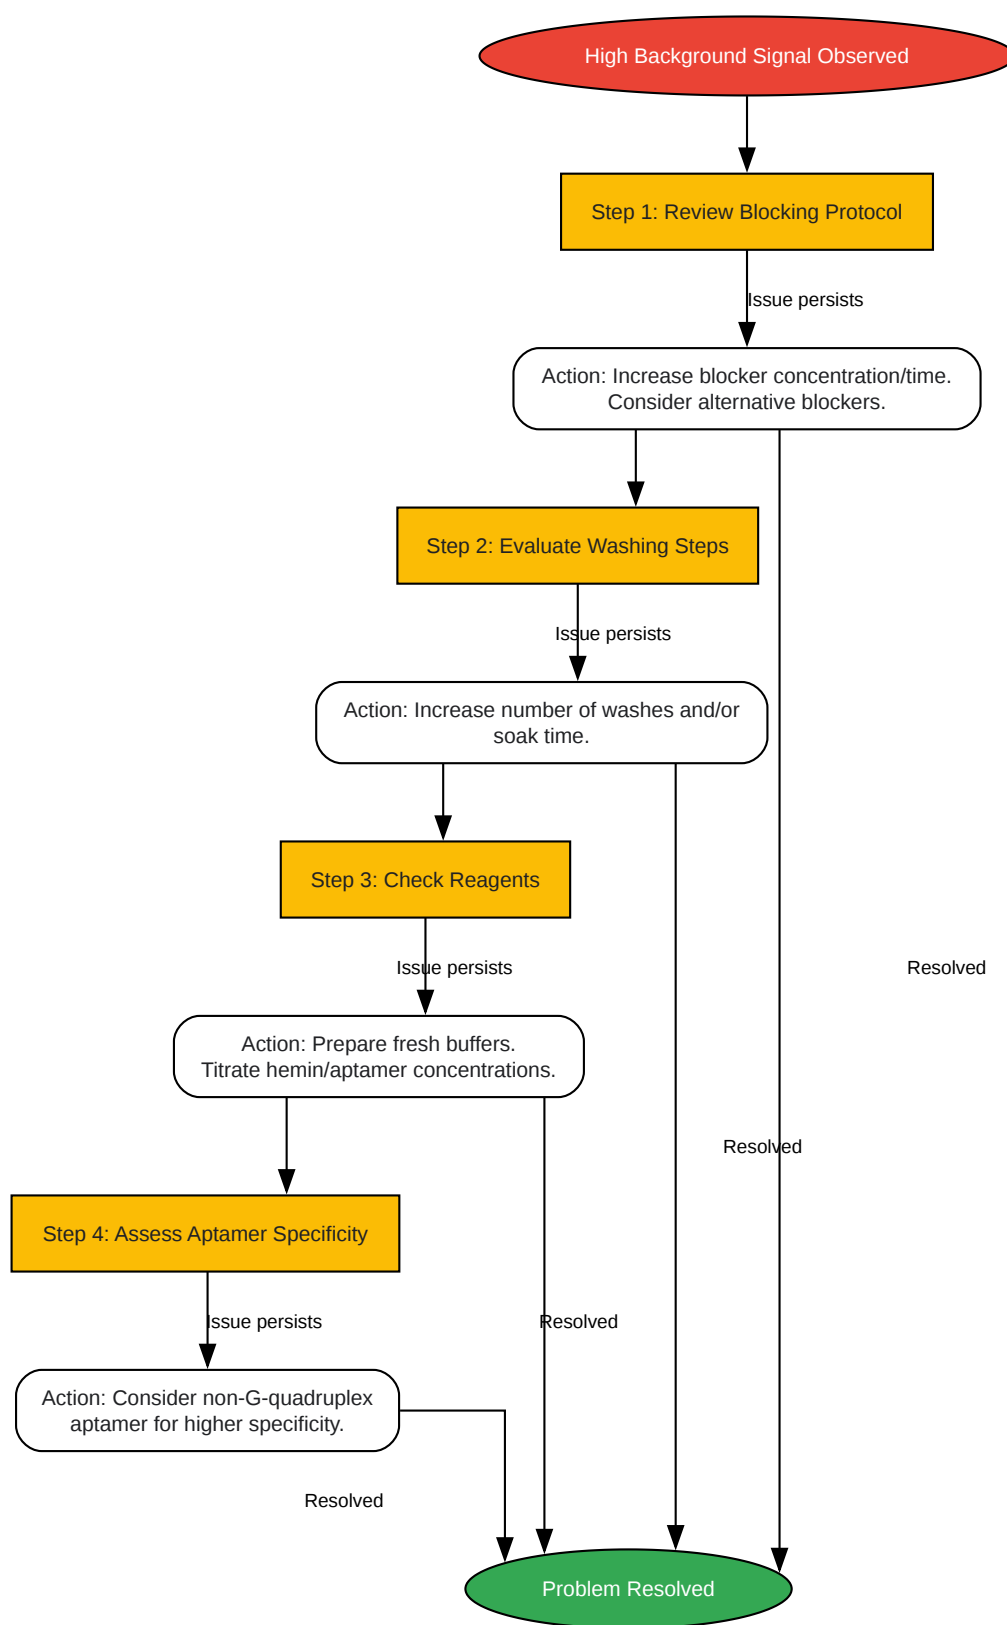 High Background Signal Observed
Step 1: Review Blocking Protocol
Issue persists
Action: Increase blocker concentration/time.
Consider alternative blockers.
Step 2: Evaluate Washing Steps
Issue persists
Action: Increase number of washes and/or
soak time.
Step 3: Check Reagents
Issue persists
Resolved
Action: Prepare fresh buffers.
Titrate hemin/aptamer concentrations.
Resolved
Step 4: Assess Aptamer Specificity
Issue persists
Resolved
Action: Consider non-G-quadruplex
aptamer for higher specificity.
Resolved
Problem Resolved